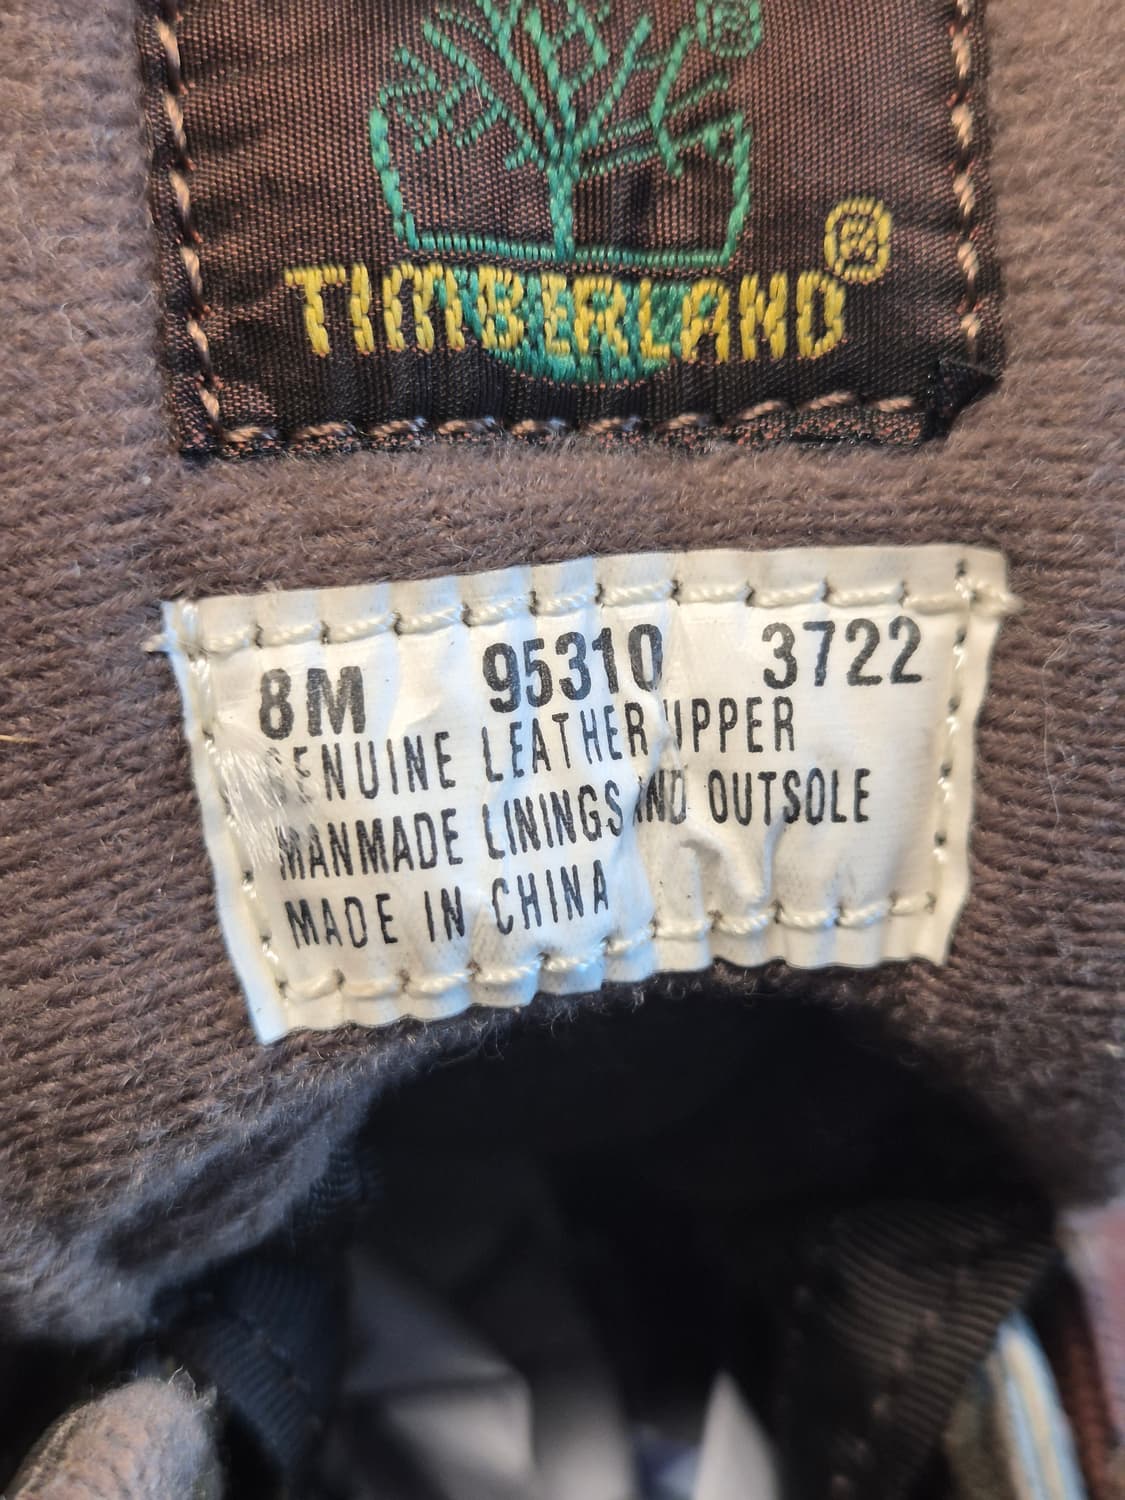 ®
TIMBERLAND®
8M 95310 3722
GENUINE LEATHER UPPER
MANMADE LININGS AND OUTSOLE
MADE IN CHINA